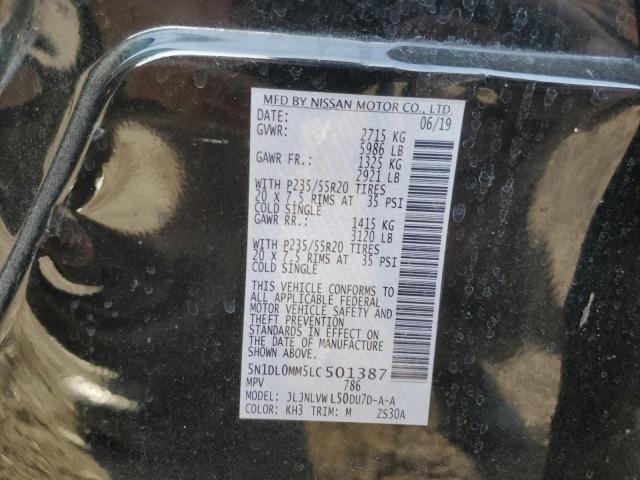 MFD BY NISSAN MOTOR CO., LTD.
DATE: 06/19
GVWR: 2715 KG
5986 LB
GAWR FR.: 1325 KG
2921 LB
WITH P235/55R20 TIRES
20 X 7.5 RIMS AT 35 PSI
COLD SINGLE
GAWR RR.: 1415 KG
3120 LB
WITH P235/55R20 TIRES
20 X 7.5 RIMS AT 35 PSI
COLD SINGLE
THIS VEHICLE CONFORMS TO
ALL APPLICABLE FEDERAL
MOTOR VEHICLE SAFETY AND
THEFT PREVENTION
STANDARDS IN EFFECT ON
THE DATE OF MANUFACTURE
SHOWN ABOVE.
5N1DL0MM5LC501387
MPV 786
MODEL: JLJNLVWL50DU7D-A-A
COLOR: KH3 TRIM: M ZS30A